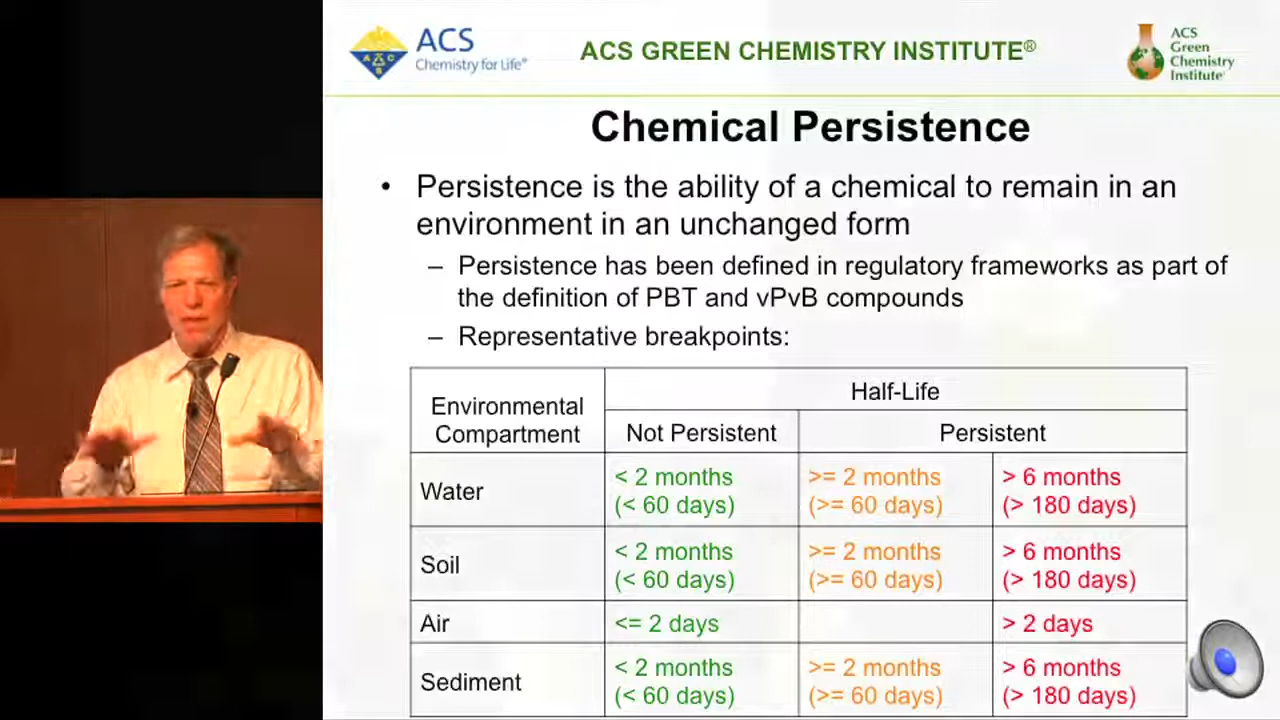 ACS
Chemistry for Life®
ACS GREEN CHEMISTRY INSTITUTE®
ACS
Green
Chemistry
Institute®
Chemical Persistence
• Persistence is the ability of a chemical to remain in an
environment in an unchanged form
– Persistence has been defined in regulatory frameworks as part of
the definition of PBT and vPvB compounds
– Representative breakpoints:
Environmental
Compartment
Half-Life
Not Persistent
Persistent
Water
< 2 months
(< 60 days)
>= 2 months
(>= 60 days)
> 6 months
(> 180 days)
Soil
< 2 months
(< 60 days)
>= 2 months
(>= 60 days)
> 6 months
(> 180 days)
Air
<= 2 days
> 2 days
Sediment
< 2 months
(< 60 days)
>= 2 months
(>= 60 days)
> 6 months
(> 180 days)